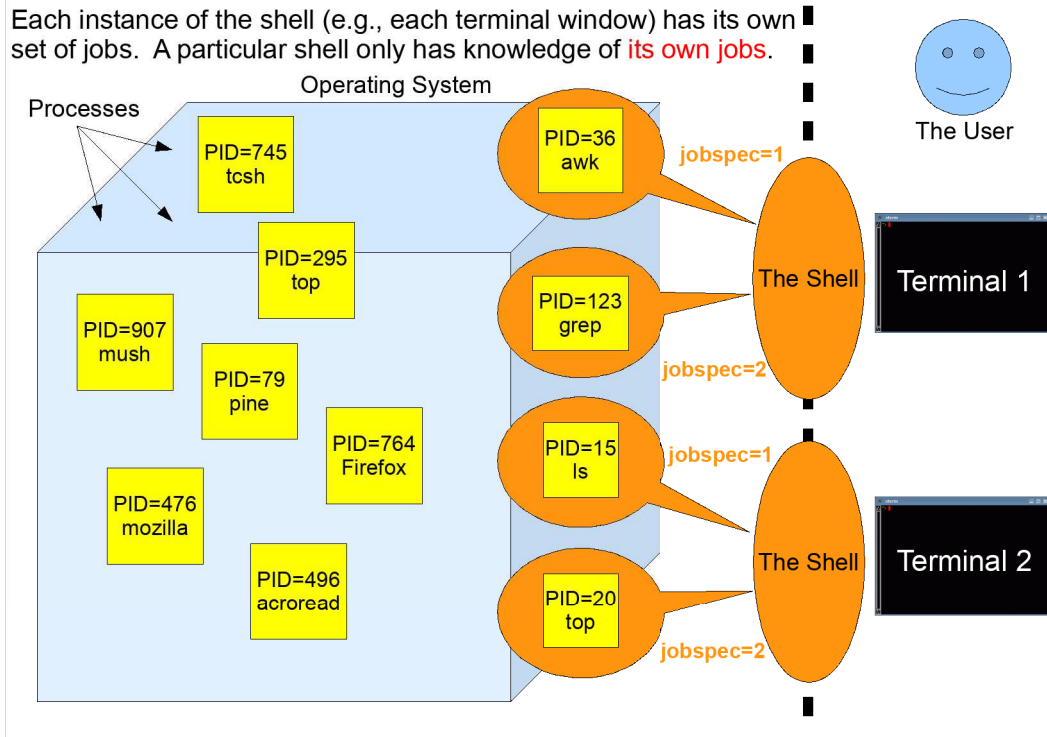 Each instance of the shell (e.g., each terminal window) has its own
set of jobs.  A particular shell only has knowledge of its own jobs.
Operating System
Processes
The User
PID=745
tcsh
PID=36
awk
jobspec=1
PID=295
top
PID=123
grep
The Shell
Terminal 1
PID=907
mush
PID=79
pine
jobspec=2
PID=764
Firefox
PID=15
ls
jobspec=1
PID=476
mozilla
The Shell
Terminal 2
PID=496
acroread
PID=20
top
jobspec=2